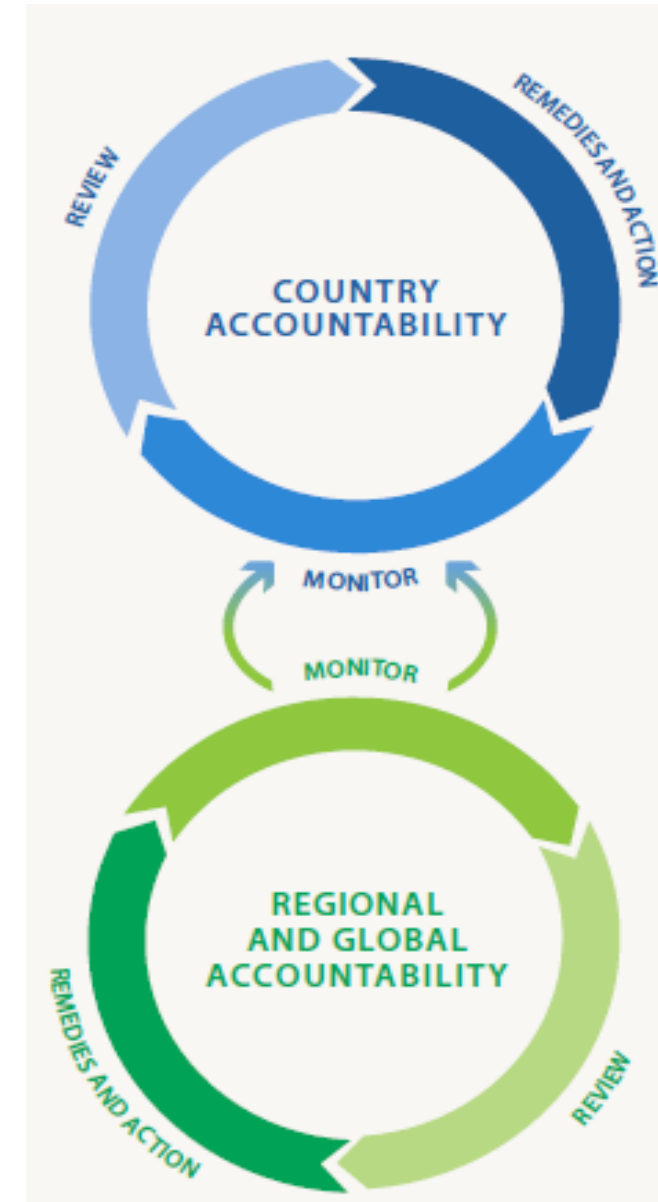 REVIEW
REMEDIES AND ACTION
COUNTRY
ACCOUNTABILITY
MONITOR
MONITOR
REGIONAL
AND GLOBAL
ACCOUNTABILITY
REMEDIES AND ACTION
REVIEW